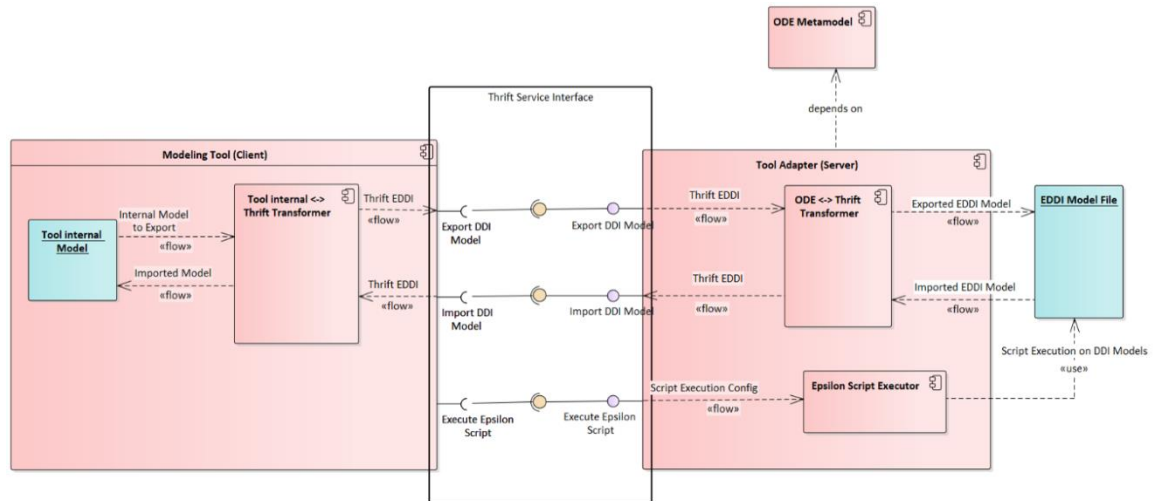 ODE Metamodel
depends on
Thrift Service Interface
Modeling Tool (Client)
Tool Adapter (Server)
Tool internal <->
Thrift Transformer
Tool internal
Model
Internal Model
to Export
«flow»
Imported Model
«flow»
Thrift EDDI
«flow»
Thrift EDDI
«flow»
Export DDI
Model
Export DDI Model
Import DDI
Model
Import DDI Model
Execute Epsilon
Script
Execute Epsilon
Script
Thrift EDDI
«flow»
Thrift EDDI
«flow»
ODE <-> Thrift
Transformer
Exported EDDI Model
«flow»
Imported EDDI Model
«flow»
EDDI Model File
Script Execution Config
«flow»
Epsilon Script Executor
Script Execution on DDI Models
«use»